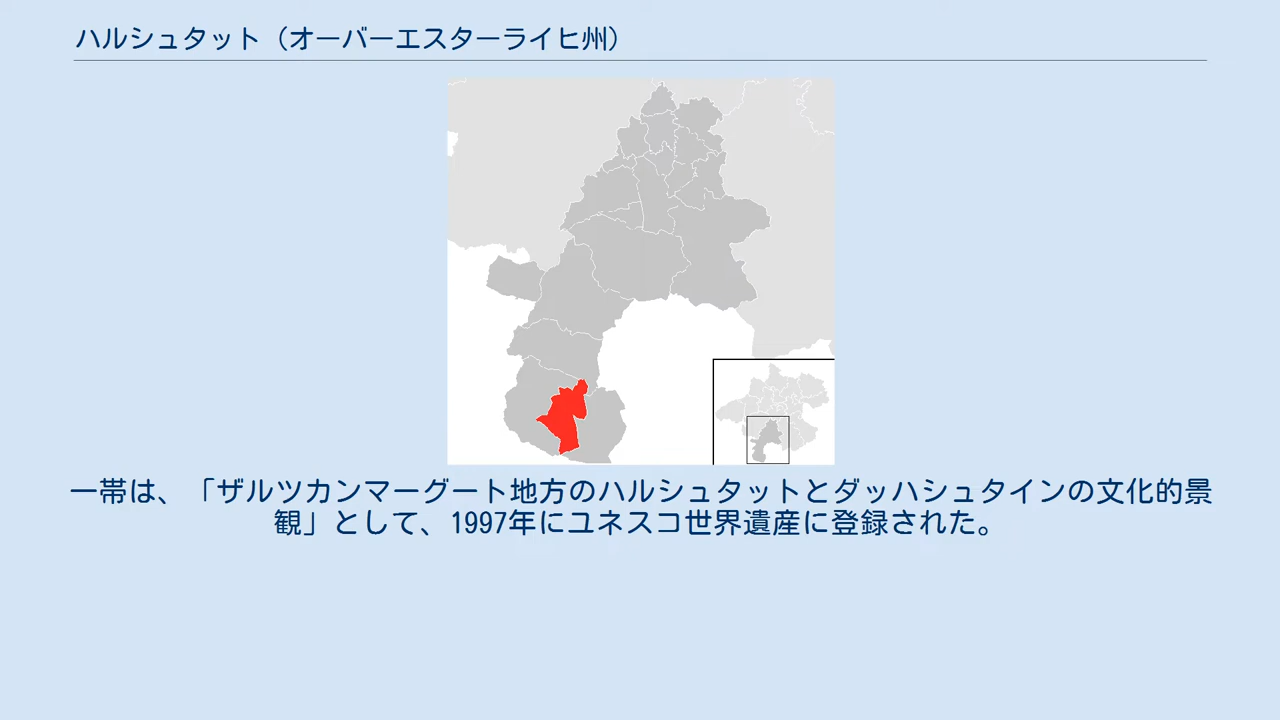 ハルシュタット（オーバーエスターライヒ州）
一帯は、「ザルツカンマーグート地方のハルシュタットとダッハシュタインの文化的景
観」として、1997年にユネスコ世界遺産に登録された。